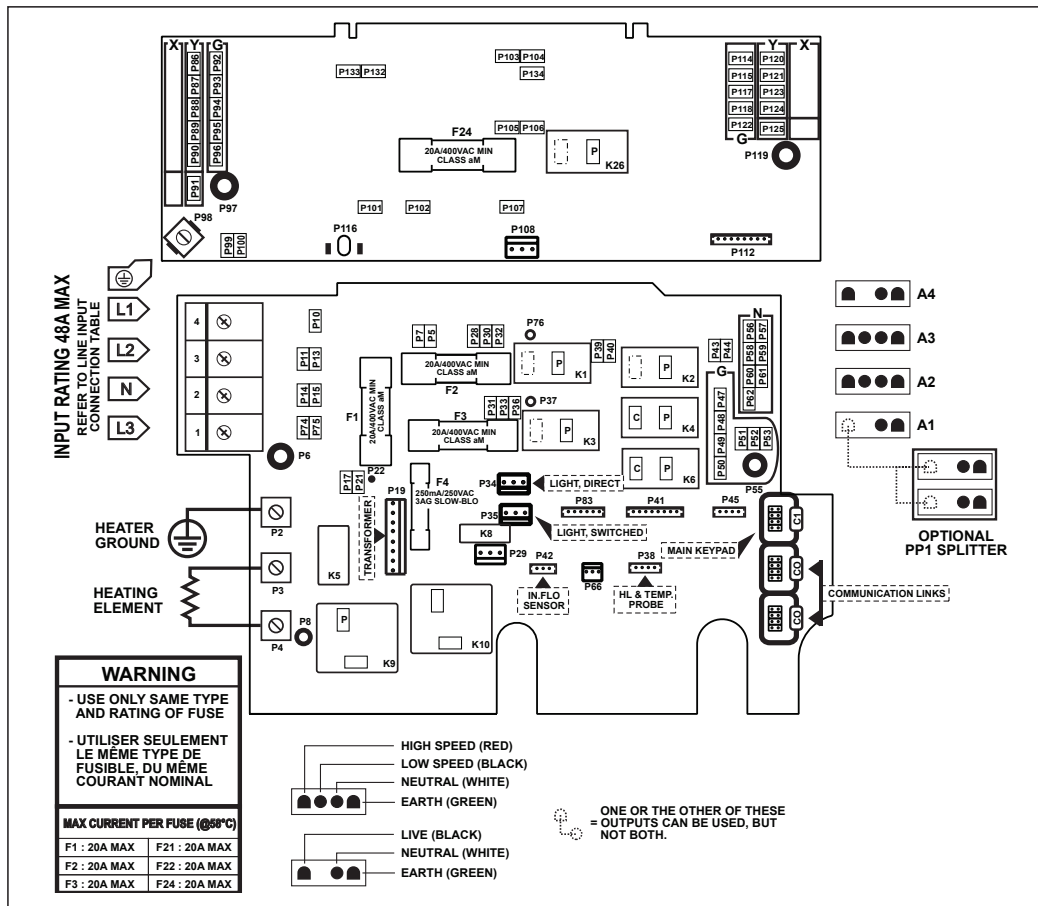 X Y G
P86
P87
P88
P89
P90
P91
P92
P93
P94
P95
P96
P97
P98
P99
P100
P133 P132
P103 P104
P134
F24
20A/400VAC MIN
CLASS aM
P105 P106
P
K26
P101
P102
P107
P116
P108
P112
Y X
P114 P120
P115 P121
P117 P123
P118 P124
P122 P125
G
P119
INPUT RATING 48A MAX
REFER TO LINE INPUT
CONNECTION TABLE
L1
L2
N
L3
4
3
2
1
P10
P11 P13
P14 P15
P74 P75
P6
P17 P21
P22
F1
20A/400VAC MIN
CLASS aM
P7 P5
P28 P30 P32
20A/400VAC MIN
CLASS aM
F2
P31 P33 P36
F3
20A/400VAC MIN
CLASS aM
P76
P
K1
P39 P40
P37
P
K3
P
K2
C P
K4
C P
K6
N
P43 P44
P56 P57
P58 P59
P60 P61
P62
G
P47
P48
P49
P50
P51 P52 P53
P55
A4
A3
A2
A1
OPTIONAL
PP1 SPLITTER
P19
TRANSFORMER
F4
250mA/250VAC
3AG SLOW-BLO
P34
LIGHT, DIRECT
P35
LIGHT, SWITCHED
K8
P29
P83
P41
P45
P42
IN.FLO
SENSOR
P66
P38
HL & TEMP.
PROBE
MAIN KEYPAD
C1
CO
CO
COMMUNICATION LINKS
HEATER
GROUND
P2
HEATING
ELEMENT
P3
P4
P8
K5
P
K9
K10
WARNING
- USE ONLY SAME TYPE
AND RATING OF FUSE
- UTILISER SEULEMENT
LE MÊME TYPE DE
FUSIBLE, DU MÊME
COURANT NOMINAL
MAX CURRENT PER FUSE (@58°C)
F1 : 20A MAX F21 : 20A MAX
F2 : 20A MAX F22 : 20A MAX
F3 : 20A MAX F24 : 20A MAX
HIGH SPEED (RED)
LOW SPEED (BLACK)
NEUTRAL (WHITE)
EARTH (GREEN)
LIVE (BLACK)
NEUTRAL (WHITE)
EARTH (GREEN)
ONE OR THE OTHER OF THESE
= OUTPUTS CAN BE USED, BUT
NOT BOTH.